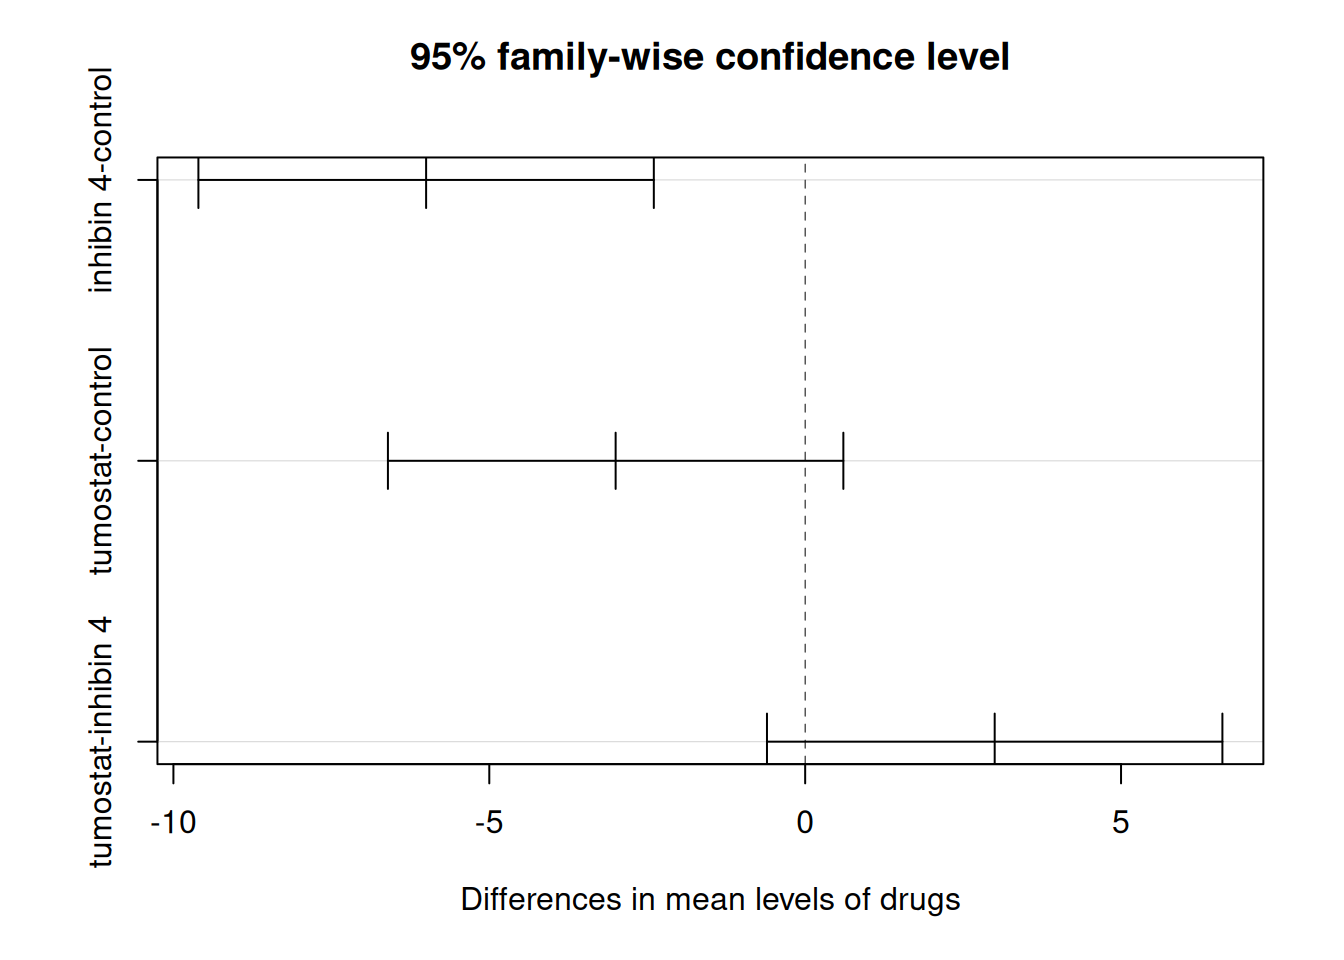 95% family-wise confidence level
inhibin 4-control
tumostat-control
tumostat-inhibin 4
-10 -5 0 5
Differences in mean levels of drugs